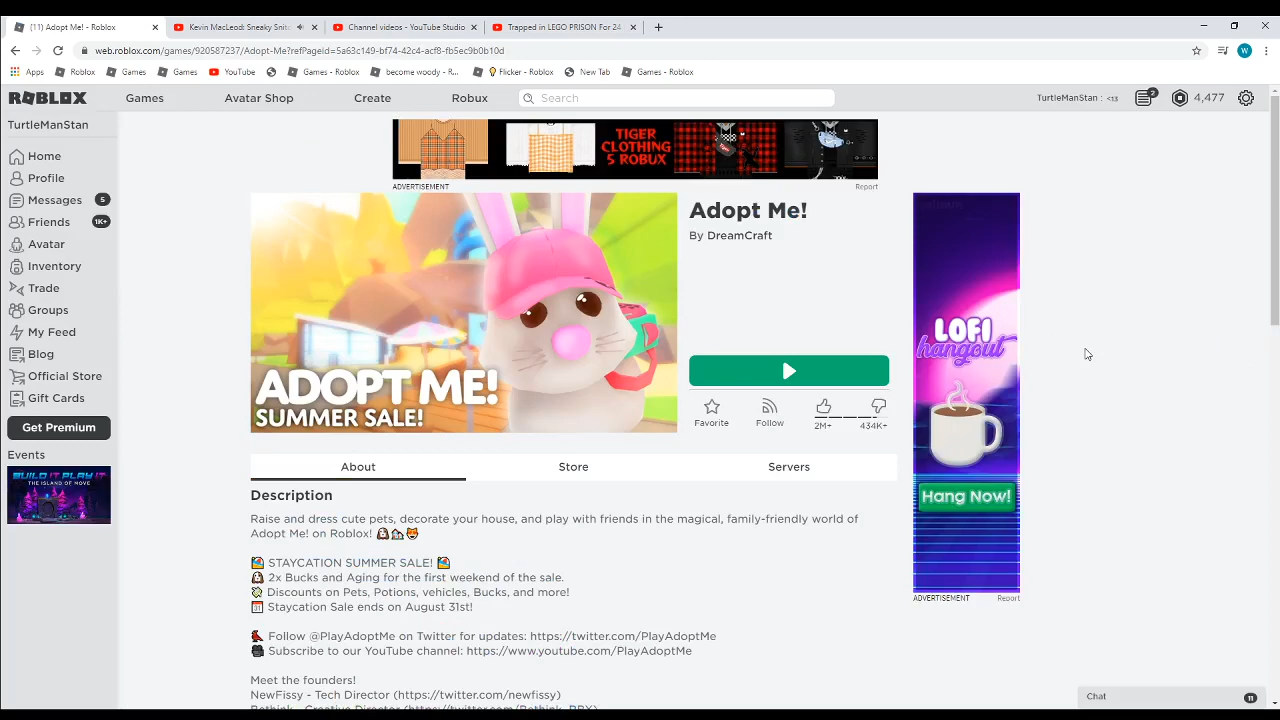 (11) Adopt Me! - Roblox
Kevin MacLeod: Sneaky Snit
Channel videos - YouTube Studio
Trapped in LEGO PRISON For 24
web.roblox.com/games/920587237/Adopt-Me?refPageId=5a63c149-bf74-42c4-acf8-fb5ec9b0b10d
W
Apps
Roblox
Games
Games
YouTube
Games - Roblox
become woody - R...
Flicker - Roblox
New Tab
Games - Roblox
ROBLOX
Games
Avatar Shop
Create
Robux
Search
TurtleManStan : <13
2
4,477
TurtleManStan
Home
Profile
Messages
5
Friends
1K+
Avatar
Inventory
Trade
Groups
My Feed
Blog
Official Store
Gift Cards
Get Premium
Events
BUILD IT PLAY IT
THE ISLAND OF MOVE
TIGER
CLOTHING
5 ROBUX
ADVERTISEMENT
Report
ADOPT ME!
SUMMER SALE!
Adopt Me!
By DreamCraft
Favorite
Follow
2M+
434K+
About
Store
Servers
Description
Raise and dress cute pets, decorate your house, and play with friends in the magical, family-friendly world of
Adopt Me! on Roblox!
STAYCATION SUMMER SALE!
2x Bucks and Aging for the first weekend of the sale.
Discounts on Pets, Potions, vehicles, Bucks, and more!
Staycation Sale ends on August 31st!
Follow @PlayAdoptMe on Twitter for updates: https://twitter.com/PlayAdoptMe
Subscribe to our YouTube channel: https://www.youtube.com/PlayAdoptMe
Meet the founders!
NewFissy - Tech Director (https://twitter.com/newfissy)
Bethink - Creative Director (https://twitter.com/Bethink_RBX)
LOFI
hangout
Hang Now!
ADVERTISEMENT
Report
Chat
11